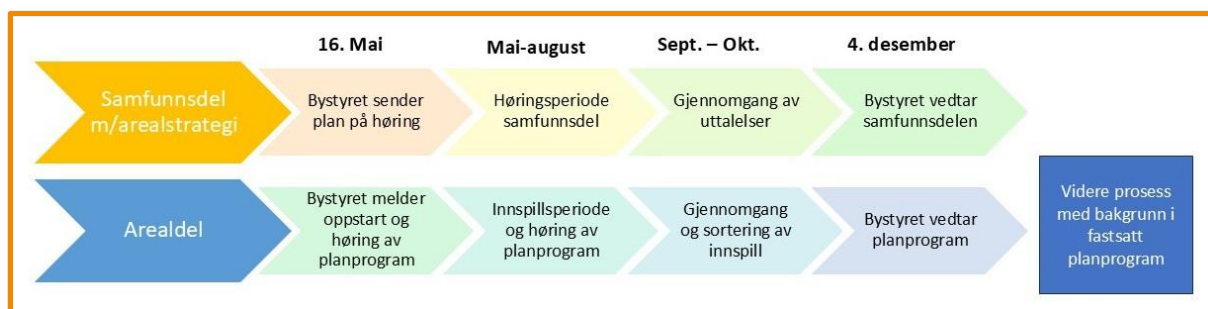 16. Mai
Mai-august
Sept. – Okt.
4. desember
Samfunnsdel
m/arealstrategi
Bystyret sender
plan på høring
Høringsperiode
samfunnsdel
Gjennomgang av
uttalelser
Bystyret vedtar
samfunnsdelen
Arealdel
Bystyret melder
oppstart og
høring av
planprogram
Innspillsperiode
og høring av
planprogram
Gjennomgang
og sortering av
innspill
Bystyret vedtar
planprogram
Videre prosess
med bakgrunn i
fastsatt
planprogram